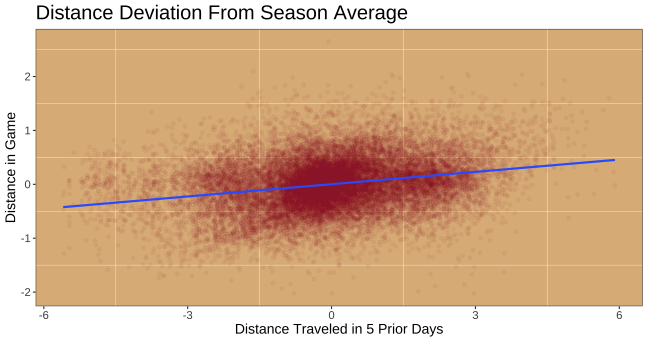 Distance Deviation From Season Average
Distance in Game
2
1
0
-1
-2
-6 -3 0 3 6
Distance Traveled in 5 Prior Days